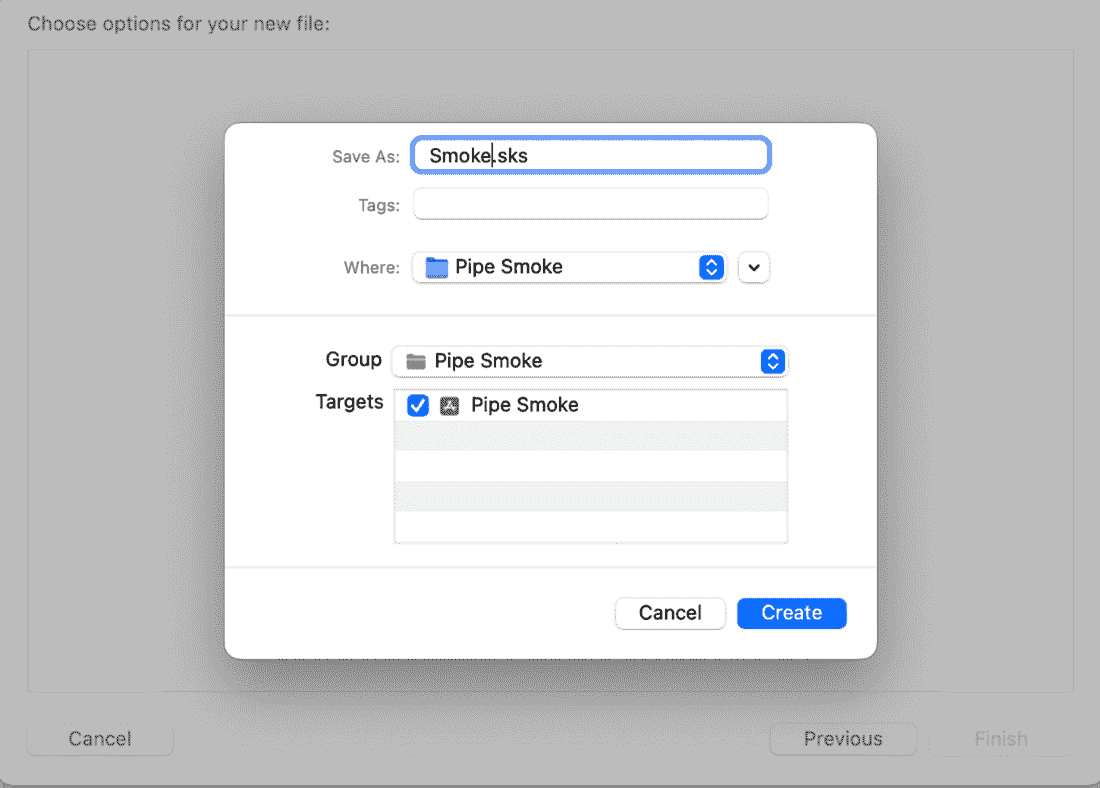 Choose options for your new file:
Save As: Smoke.sks
Tags:
Where: Pipe Smoke
Group Pipe Smoke
Targets Pipe Smoke
Cancel Create
Cancel Previous Finish